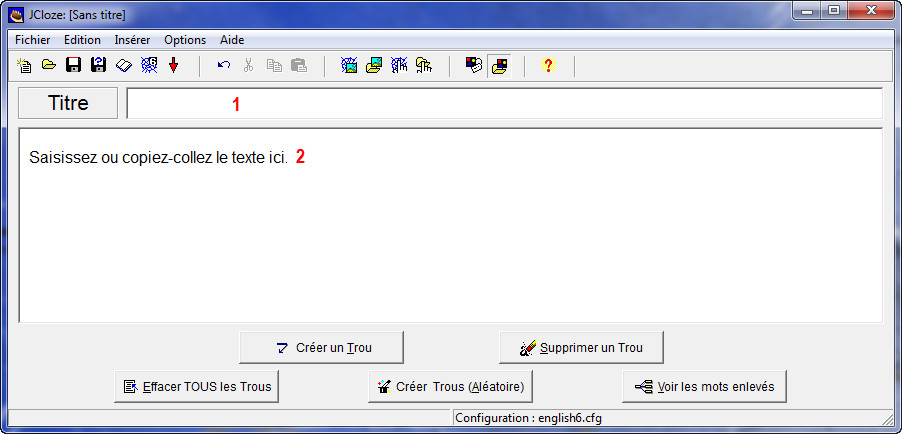 JCloze: [Sans titre]
Fichier Edition Insérer Options Aide
Titre 1
Saisissez ou copiez-collez le texte ici. 2
Créer un Trou Supprimer un Trou
Effacer TOUS les Trous Créer Trous (Aléatoire) Voir les mots enlevés
Configuration : english6.cfg